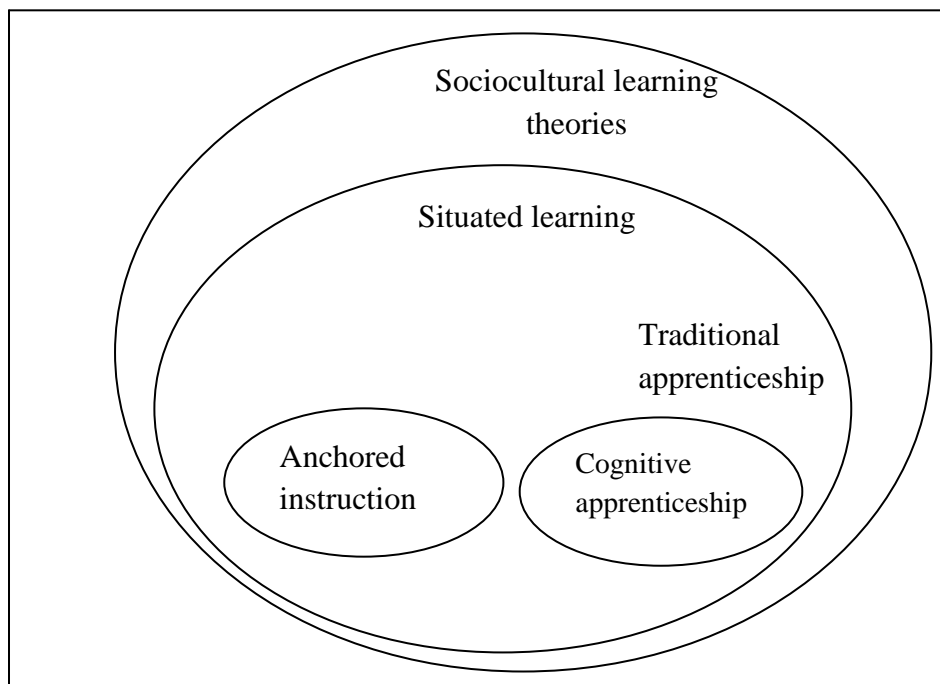 Sociocultural learning
theories
Situated learning
Traditional
apprenticeship
Anchored
instruction
Cognitive
apprenticeship